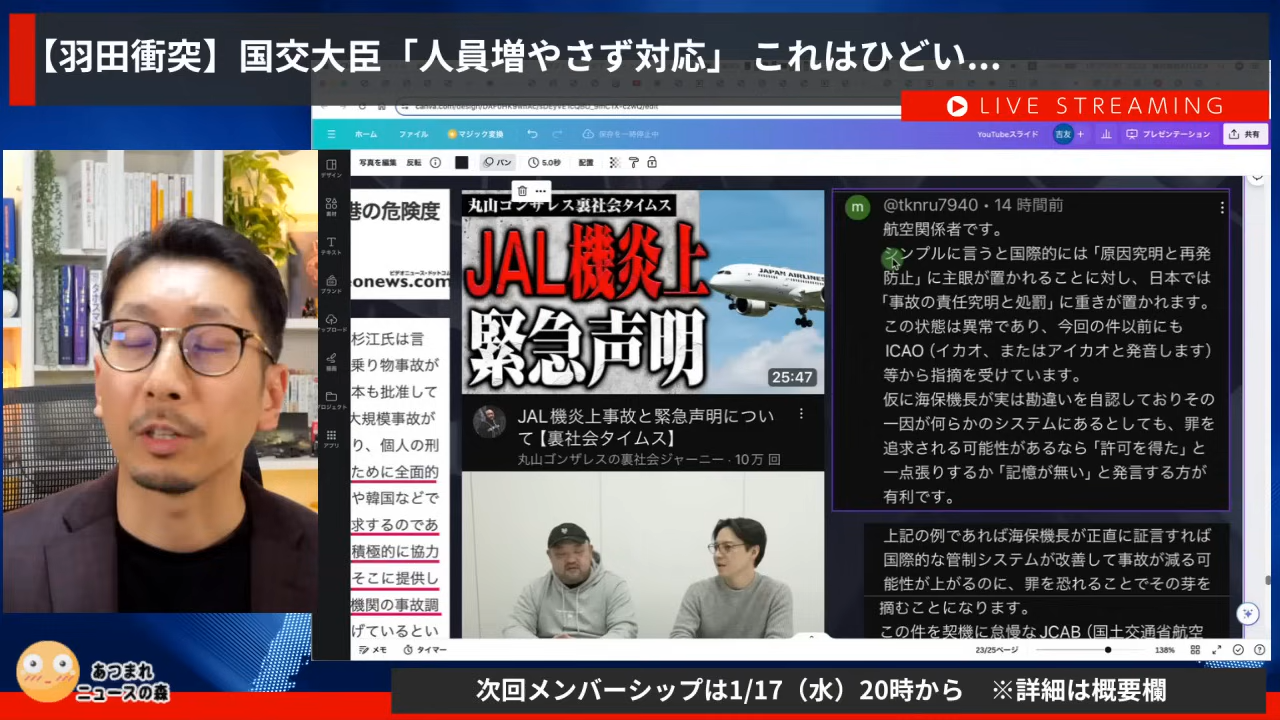 【羽田衝突】国交大臣「人員増やさず対応」 これはひどい…
LIVE STREAMING
ホーム
ファイル
マジック変換
保存を一時停止中
YouTubeスライド
吉友
プレゼンテーション
共有
写真を編集
反転
パン
5.0秒
配置
デザイン
素材
テキスト
ブランド
アップロード
描画
プロジェクト
アプリ
港の危険度
ビデオニュース・ドットコム
eonews.com
杉江氏は言
乗り物事故が
本も批准して
大規模事故が
り、個人の刑
ために全面的
や韓国などで
求するのであ
積極的に協力
そこに提供し
機関の事故調
げているとい
丸山ゴンザレス裏社会タイムス
JAL機炎上
緊急声明
JAPAN AIRLINES
25:47
JAL機炎上事故と緊急声明につい
て【裏社会タイムス】
丸山ゴンザレスの裏社会ジャーニー・10万 回
m
@tknru7940・14 時間前
航空関係者です。
シンプルに言うと国際的には「原因究明と再発
防止」に主眼が置かれることに対し、日本では
「事故の責任究明と処罰」に重きが置かれます。
この状態は異常であり、今回の件以前にも
ICAO（イカオ、またはアイカオと発音します）
等から指摘を受けています。
仮に海保機長が実は勘違いを自認しておりその
一因が何らかのシステムにあるとしても、罪を
追求される可能性があるなら「許可を得た」と
一点張りするか「記憶が無い」と発言する方が
有利です。
上記の例であれば海保機長が正直に証言すれば
国際的な管制システムが改善して事故が減る可
能性が上がるのに、罪を恐れることでその芽を
摘むことになります。
この件を契機に怠慢なJCAB（国土交通省航空
メモ
タイマー
23/25ページ
138%
あつまれ
ニュースの森
次回メンバーシップは1/17（水）20時から ※詳細は概要欄